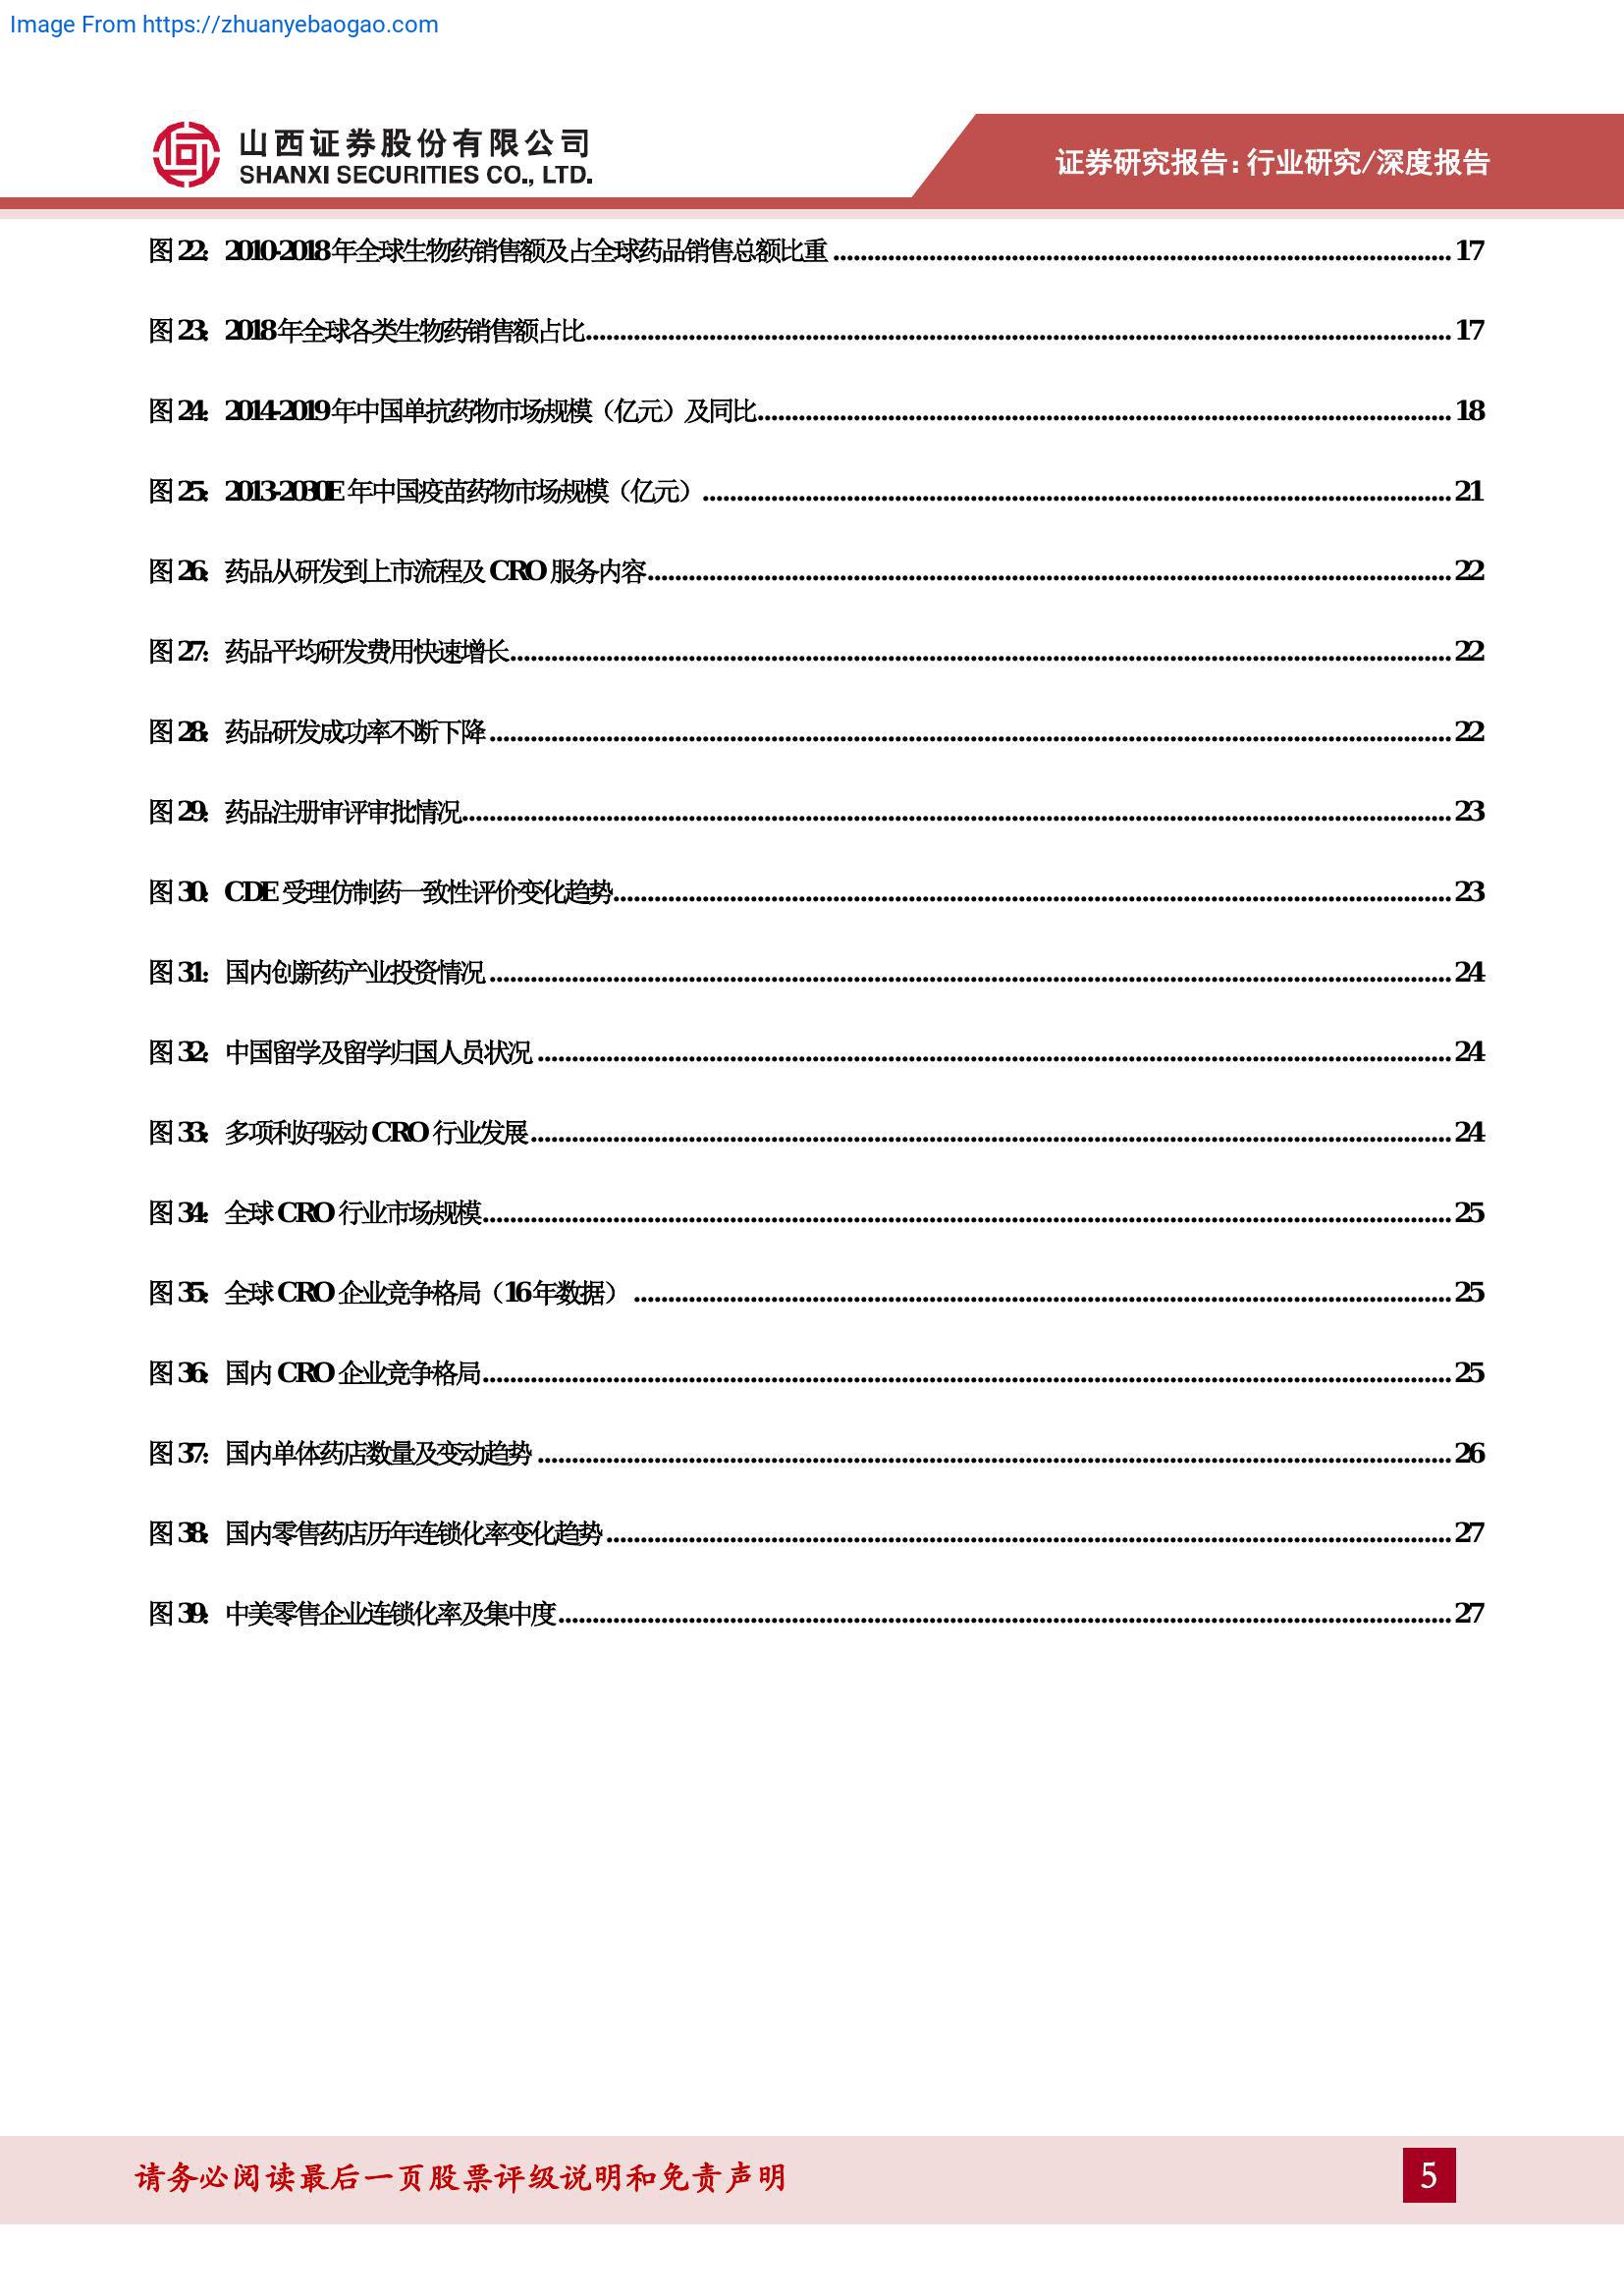 Image From https://zhuanyebaogao.com
山西证券股份有限公司
SHANXI SECURITIES CO., LTD.
证券研究报告:行业研究/深度报告
图 22：2010-2018 年全球生物药销售额及占全球药品销售总额比重 17
图 23：2018 年全球各类生物药销售额占比 17
图 24：2014-2019 年中国单抗药物市场规模（亿元）及同比 18
图 25：2013-2030E 年中国疫苗药物市场规模（亿元） 21
图 26：药品从研发到上市流程及 CRO 服务内容 22
图 27：药品平均研发费用快速增长 22
图 28：药品研发成功率不断下降 22
图 29：药品注册审评审批情况 23
图 30：CDE 受理仿制药一致性评价变化趋势 23
图 31：国内创新药产业投资情况 24
图 32：中国留学及留学归国人员状况 24
图 33：多项利好驱动 CRO 行业发展 24
图 34：全球 CRO 行业市场规模 25
图 35：全球 CRO 企业竞争格局（16 年数据） 25
图 36：国内 CRO 企业竞争格局 25
图 37：国内单体药店数量及变动趋势 26
图 38：国内零售药店历年连锁化率变化趋势 27
图 39：中美零售企业连锁化率及集中度 27
请务必阅读最后一页股票评级说明和免责声明
5